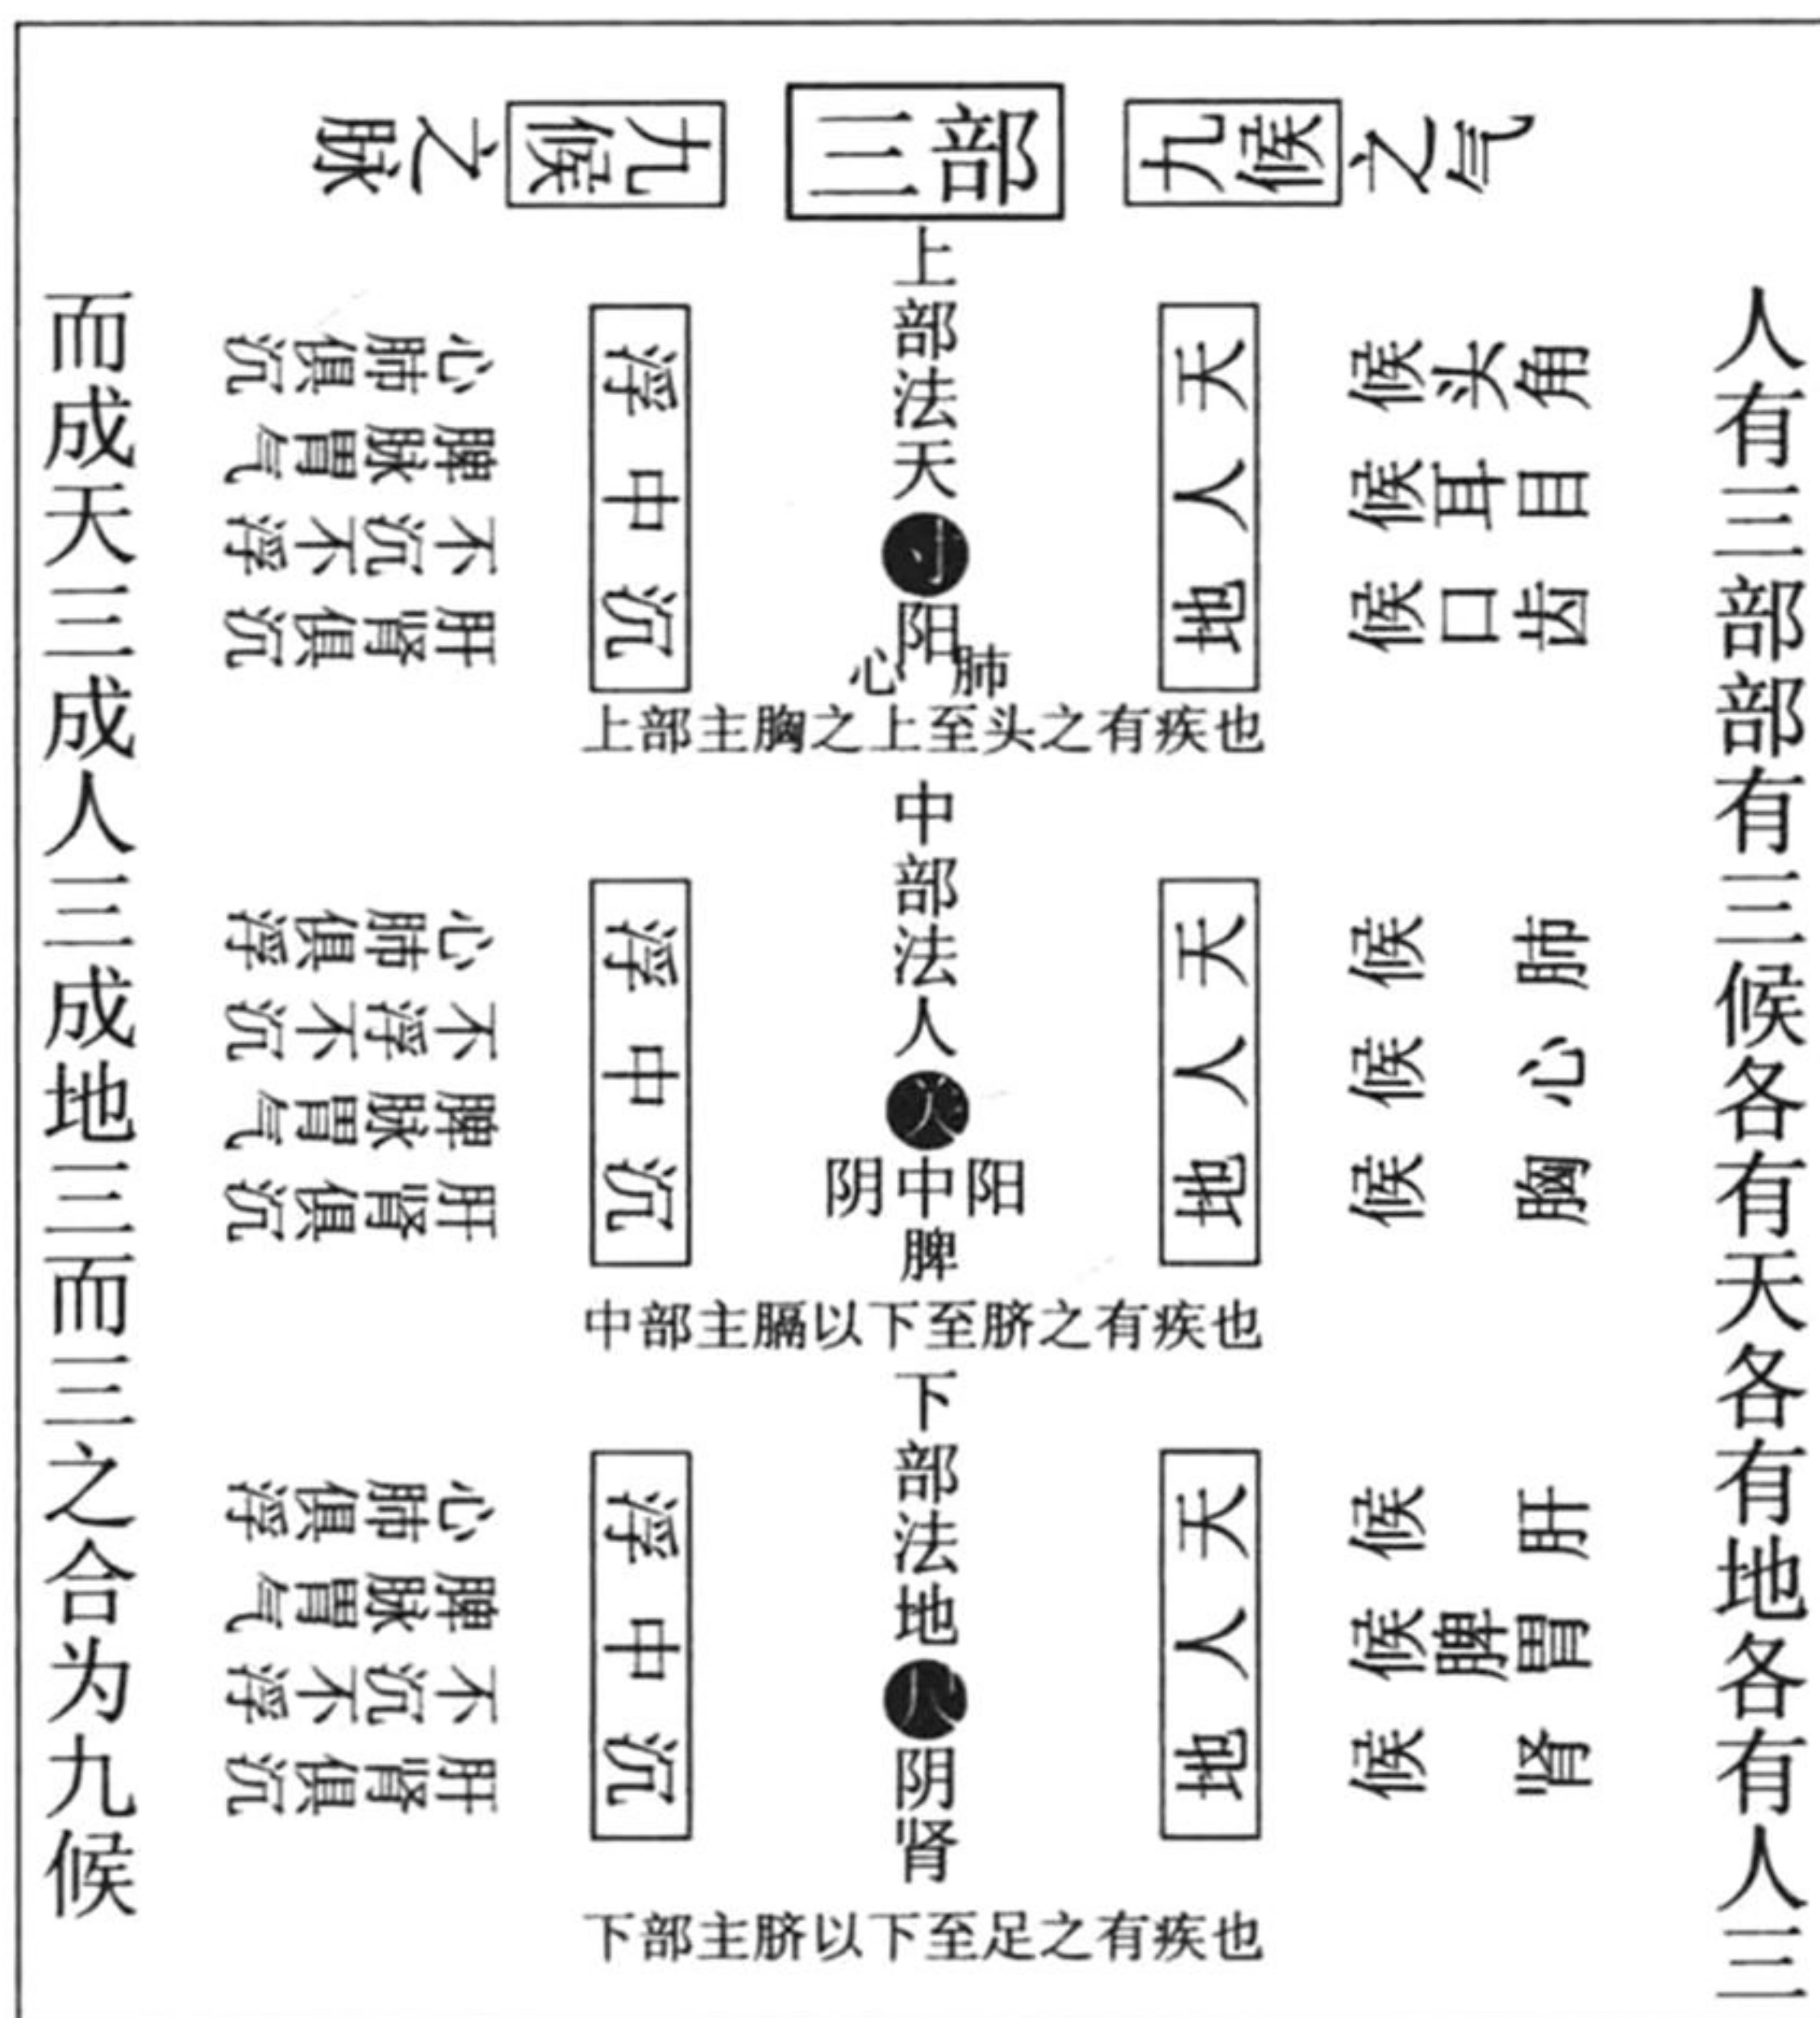 三部
九候之气
九候之脉
人有三部部有三候各有天各有地各有人三
而成天三成人三成地三而三之合为九候
上部法天
寸
阳
心 肺
天 候头角
人 候耳目
地 候口齿
浮 中 沉
心肺俱沉
脾脉胃气
不沉不浮
肝肾俱沉
上部主胸之上至头之有疾也
中部法人
关
阴中阳
脾
天 候肺
人 候心
地 候胸
浮 中 沉
心肺俱浮
不浮不沉
脾脉胃气
肝肾俱沉
中部主膈以下至脐之有疾也
下部法地
尺
阴
肾
天 候肝
人 候脾胃
地 候肾
浮 中 沉
心肺俱浮
脾脉胃气
不沉不浮
肝肾俱沉
下部主脐以下至足之有疾也